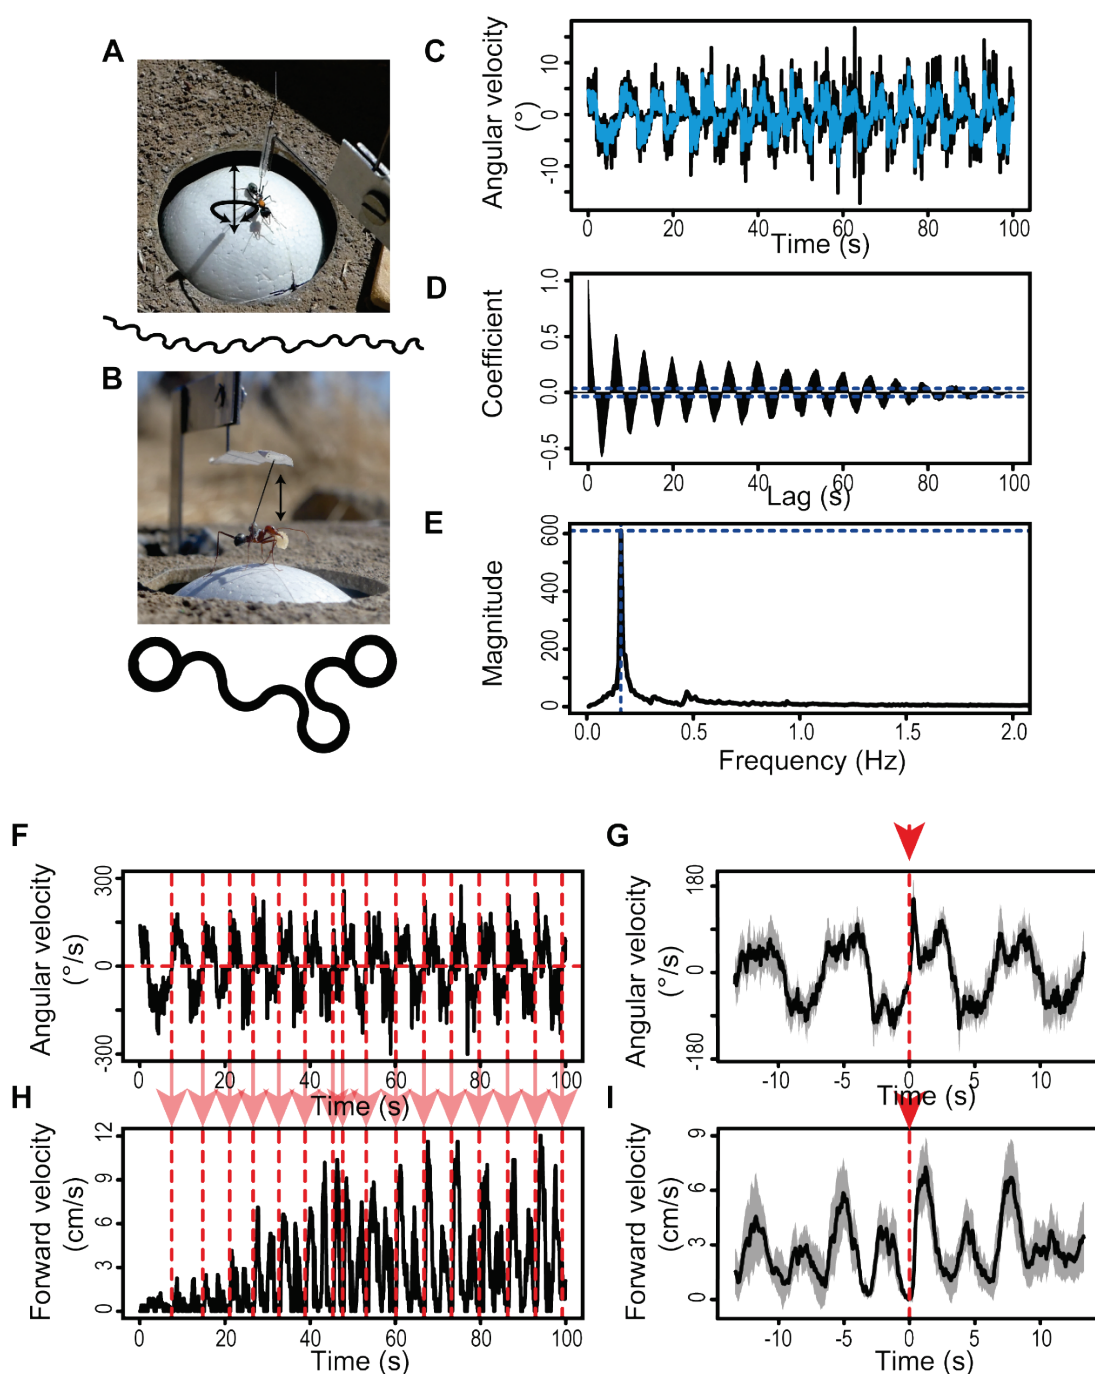 A
B
C
Angular velocity
(°)
10
0
-10
0
20
40
60
80
100
Time (s)
D
Coefficient
1.0
0.5
0.0
−0.5
0
20
40
60
80
100
Lag (s)
E
Magnitude
600
400
200
0
0.0
0.5
1.0
1.5
2.0
Frequency (Hz)
F
Angular velocity
(°/s)
300
0
-300
0
20
40
60
80
100
Time (s)
G
Angular velocity
(°/s)
180
0
-180
-10
-5
0
5
10
Time (s)
H
Forward velocity
(cm/s)
12
9
6
3
0
0
20
40
60
80
100
Time (s)
I
Forward velocity
(cm/s)
9
6
3
0
-10
-5
0
5
10
Time (s)